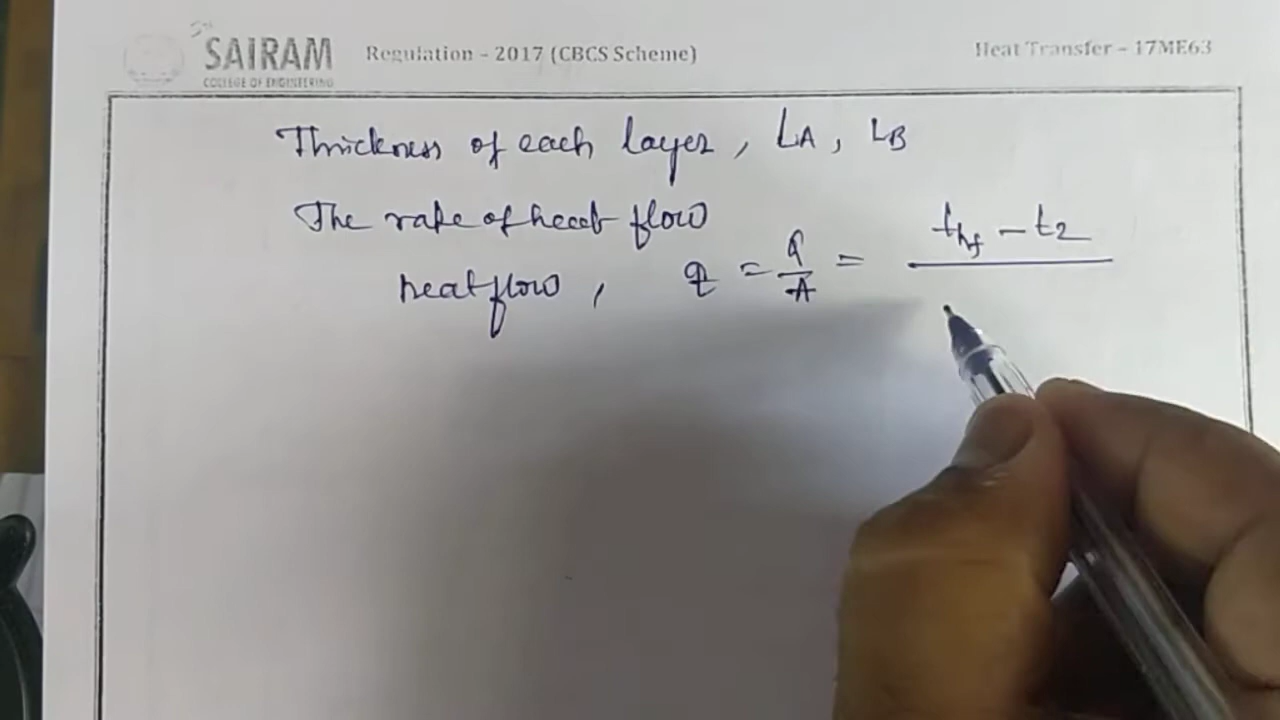 SAIRAM
COLLEGE OF ENGINEERING
Regulation - 2017 (CBCS Scheme)
Heat Transfer - 17ME63
Thickness of each layer, LA, LB
The rate of heat flow
heat flow, q = Q/A = thf - t2